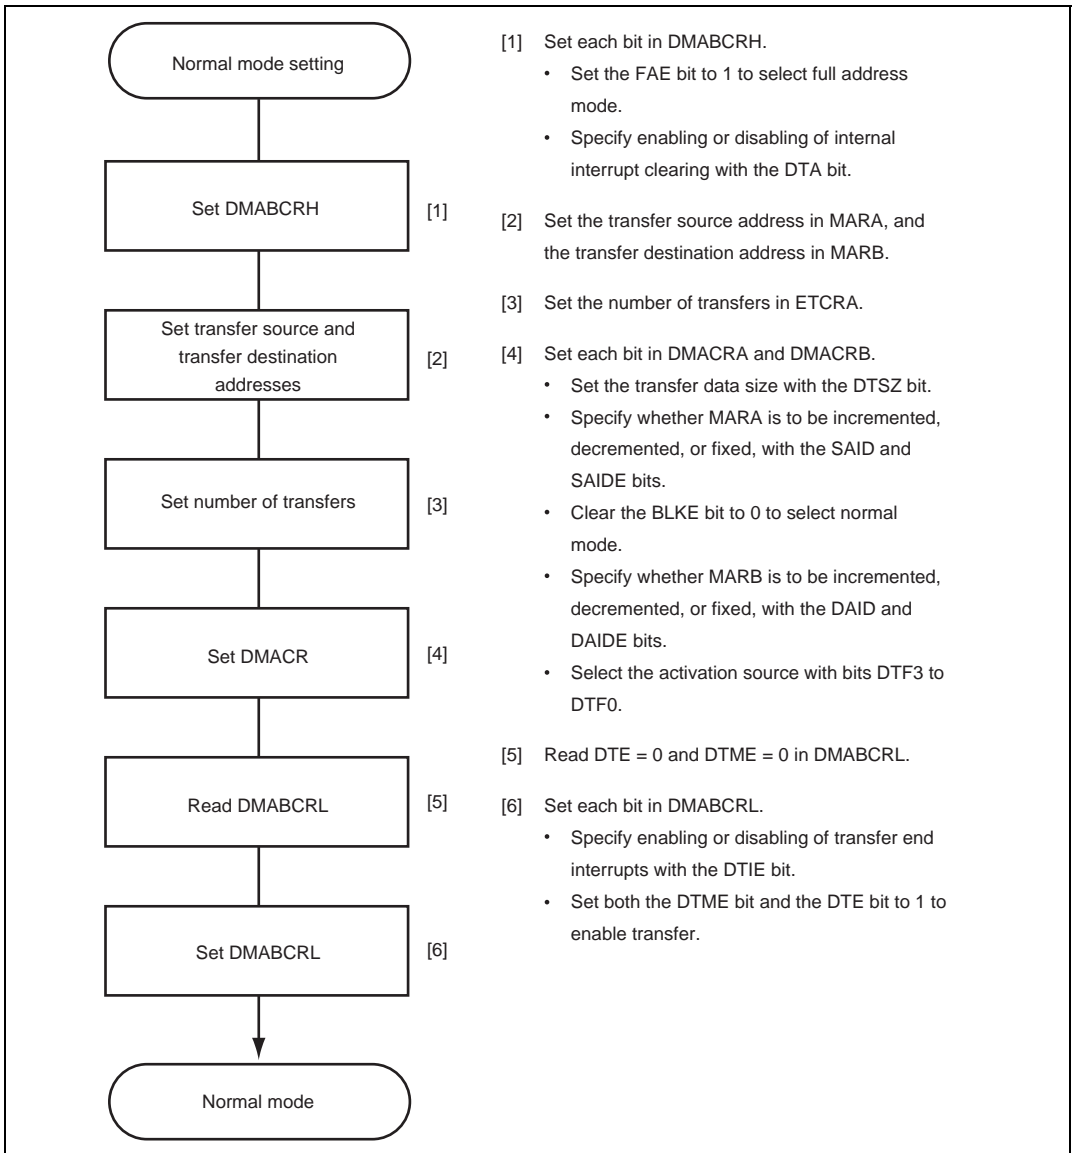 Normal mode setting
Set DMABCRH
[1]
Set transfer source and
transfer destination
addresses
[2]
Set number of transfers
[3]
Set DMACR
[4]
Read DMABCRL
[5]
Set DMABCRL
[6]
Normal mode
[1] Set each bit in DMABCRH.
• Set the FAE bit to 1 to select full address
mode.
• Specify enabling or disabling of internal
interrupt clearing with the DTA bit.
[2] Set the transfer source address in MARA, and
the transfer destination address in MARB.
[3] Set the number of transfers in ETCRA.
[4] Set each bit in DMACRA and DMACRB.
• Set the transfer data size with the DTSZ bit.
• Specify whether MARA is to be incremented,
decremented, or fixed, with the SAID and
SAIDE bits.
• Clear the BLKE bit to 0 to select normal
mode.
• Specify whether MARB is to be incremented,
decremented, or fixed, with the DAID and
DAIDE bits.
• Select the activation source with bits DTF3 to
DTF0.
[5] Read DTE = 0 and DTME = 0 in DMABCRL.
[6] Set each bit in DMABCRL.
• Specify enabling or disabling of transfer end
interrupts with the DTIE bit.
• Set both the DTME bit and the DTE bit to 1 to
enable transfer.